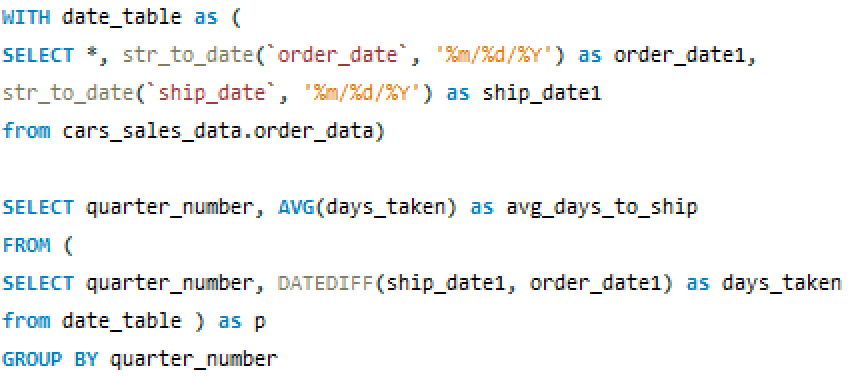 WITH date_table as (
SELECT *, str_to_date(`order_date`, '%m/%d/%Y') as order_date1,
str_to_date(`ship_date`, '%m/%d/%Y') as ship_date1
from cars_sales_data.order_data)
SELECT quarter_number, AVG(days_taken) as avg_days_to_ship
FROM (
SELECT quarter_number, DATEDIFF(ship_date1, order_date1) as days_taken
from date_table ) as p
GROUP BY quarter_number